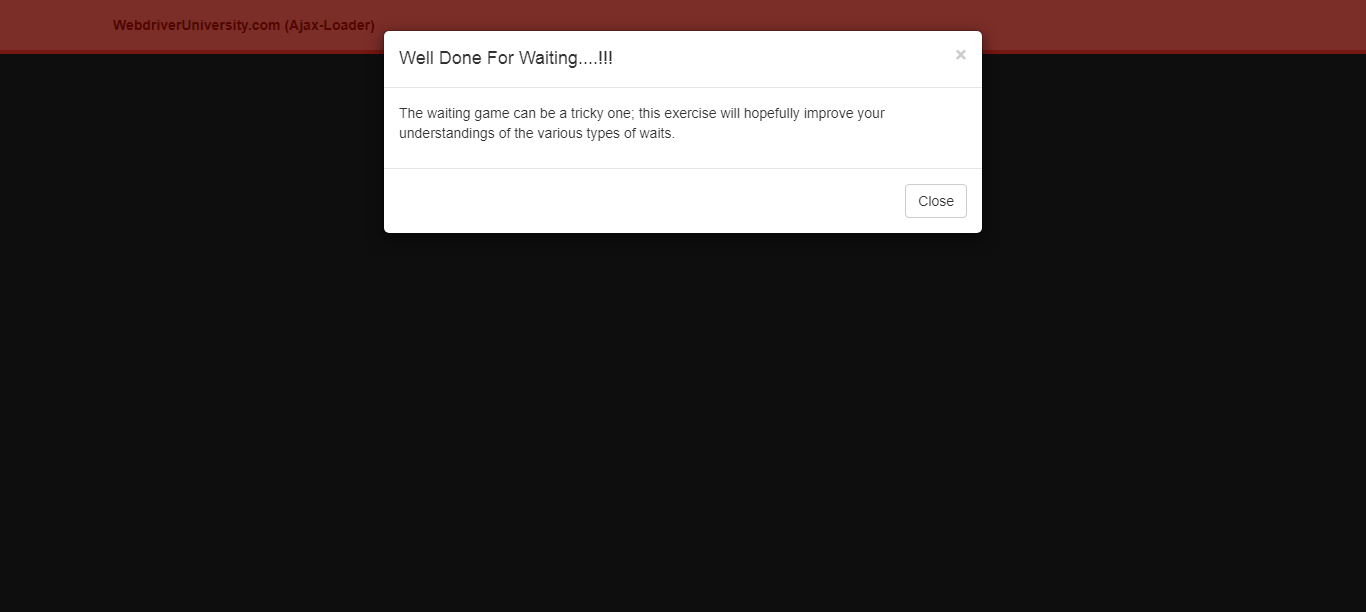 WebdriverUniversity.com (Ajax-Loader)
Well Done For Waiting....!!!
×
The waiting game can be a tricky one; this exercise will hopefully improve your
understandings of the various types of waits.
Close